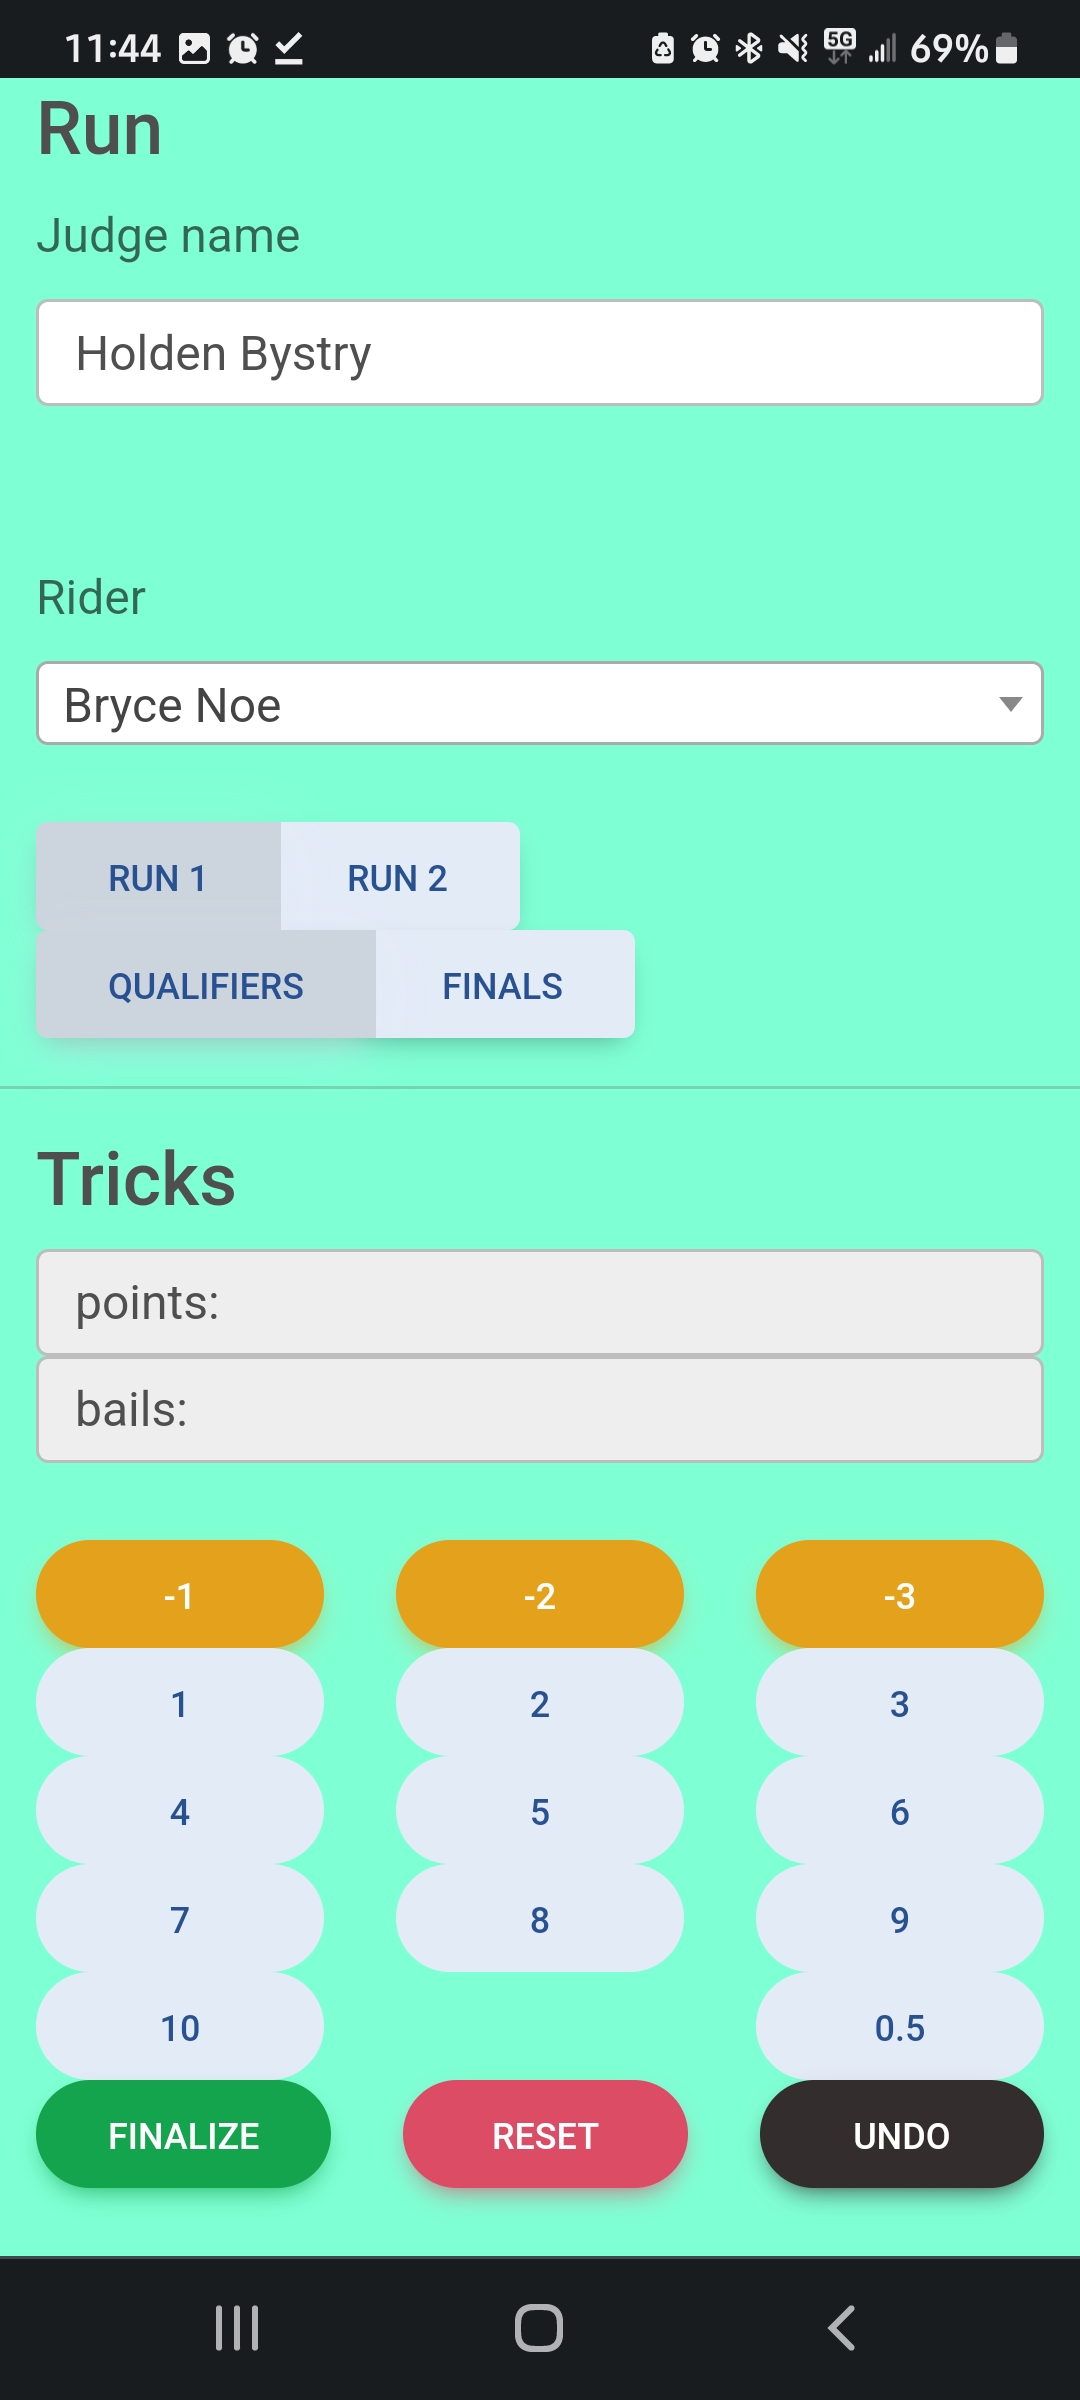 11:44 5G 69%
Run
Judge name
Holden Bystry
Rider
Bryce Noe
RUN 1 RUN 2
QUALIFIERS FINALS
Tricks
points:
bails:
-1 -2 -3
1 2 3
4 5 6
7 8 9
10 0.5
FINALIZE RESET UNDO